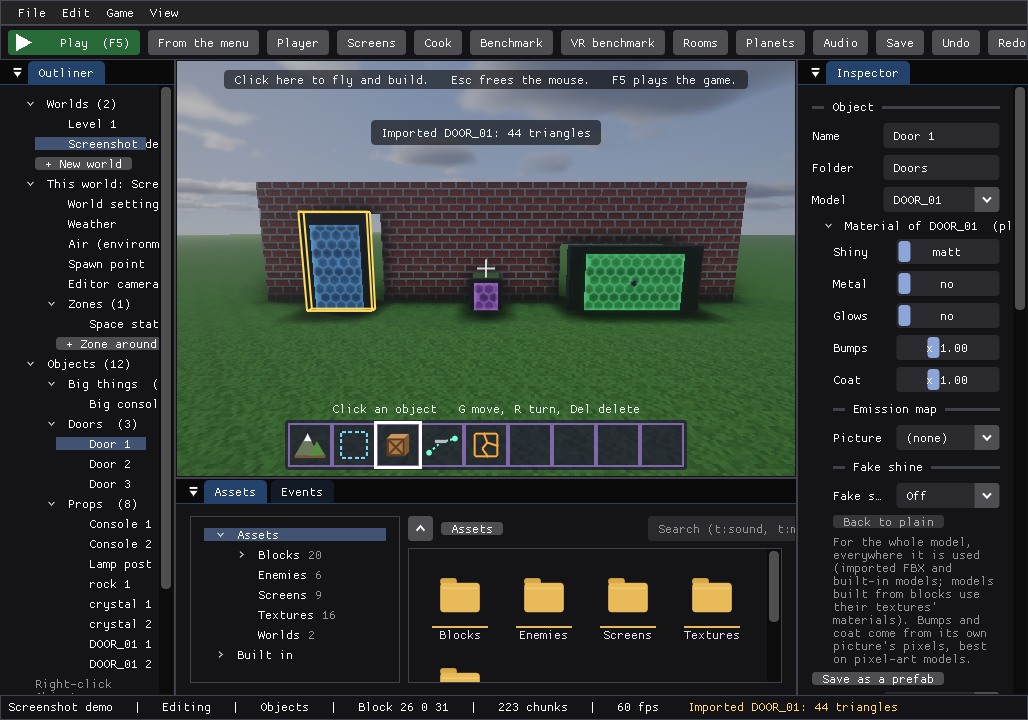 File Edit Game View
Play (F5) From the menu Player Screens Cook Benchmark VR benchmark Rooms Planets Audio Save Undo Redo
Outliner
Worlds (2)
Level 1
Screenshot de
+ New world
This world: Scre
World setting
Weather
Air (environm
Spawn point
Editor camera
Zones (1)
Space stat
+ Zone around
Objects (12)
Big things (
Big consol
Doors (3)
Door 1
Door 2
Door 3
Props (8)
Console 1
Console 2
Lamp post
rock 1
crystal 1
crystal 2
DOOR_01 1
DOOR_01 2
Right-click
Click here to fly and build. Esc frees the mouse. F5 plays the game.
Imported DOOR_01: 44 triangles
Click an object G move, R turn, Del delete
Assets Events
Assets
Blocks 20
Enemies 6
Screens 9
Textures 16
Worlds 2
Built in
Assets
Search (t:sound, t:m
Blocks Enemies Screens Textures
Inspector
Object
Name Door 1
Folder Doors
Model DOOR_01
Material of DOOR_01 (pl
Shiny matt
Metal no
Glows no
Bumps x 1.00
Coat x 1.00
Emission map
Picture (none)
Fake shine
Fake s… Off
Back to plain
For the whole model,
everywhere it is used
(imported FBX and
built-in models; models
built from blocks use
their textures'
materials). Bumps and
coat come from its own
picture's pixels, best
on pixel-art models.
Save as a prefab
Screenshot demo | Editing | Objects | Block 26 0 31 | 223 chunks | 60 fps Imported DOOR_01: 44 triangles